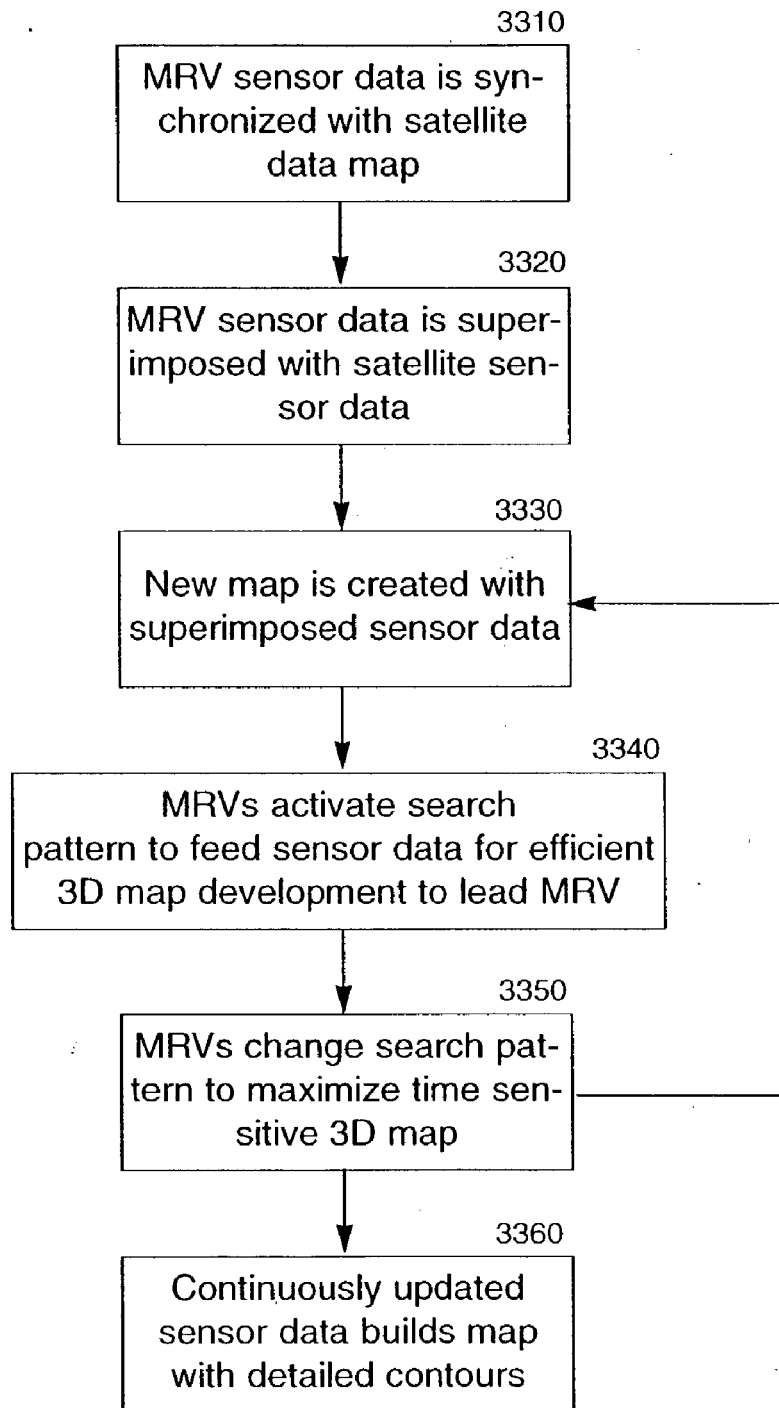 3310
MRV sensor data is syn-
chronized with satellite
data map
3320
MRV sensor data is super-
imposed with satellite sen-
sor data
3330
New map is created with
superimposed sensor data
3340
MRVs activate search
pattern to feed sensor data for efficient
3D map development to lead MRV
3350
MRVs change search pat-
tern to maximize time sen-
sitive 3D map
3360
Continuously updated
sensor data builds map
with detailed contours